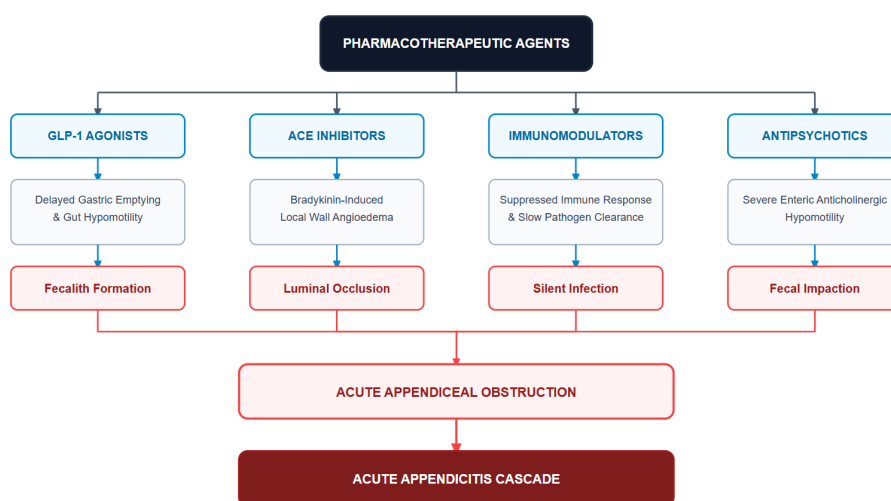 PHARMACOTHERAPEUTIC AGENTS
GLP-1 AGONISTS
ACE INHIBITORS
IMMUNOMODULATORS
ANTIPSYCHOTICS
Delayed Gastric Emptying
& Gut Hypomotility
Bradykinin-Induced
Local Wall Angioedema
Suppressed Immune Response
& Slow Pathogen Clearance
Severe Enteric Anticholinergic
Hypomotility
Fecalith Formation
Luminal Occlusion
Silent Infection
Fecal Impaction
ACUTE APPENDICEAL OBSTRUCTION
ACUTE APPENDICITIS CASCADE